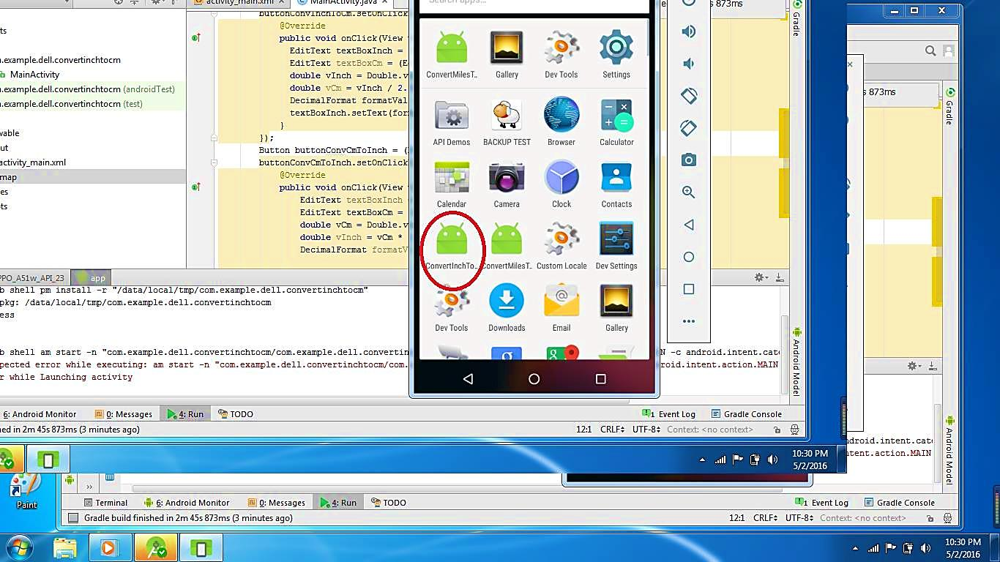 activity_main.xml
MainActivity.java
Search apps...
s 873ms
Gradle
buttonConvInchToCm.setOnClick
@Override
public void onClick(View
EditText textBoxInch =
EditText textBoxCm = (E
double vInch = Double.v
double vCm = vInch / 2.
DecimalFormat formatVal
textBoxInch.setText(for
}
});
Button buttonConvCmToInch = (
buttonConvCmToInch.setOnClick
@Override
public void onClick(View
EditText textBoxInch
EditText textBoxCm =
double vCm = Double.v
double vInch = vCm *
DecimalFormat formatV
ts
m.example.dell.convertinchtocm
MainActivity
m.example.dell.convertinchtocm (androidTest)
m.example.dell.convertinchtocm (test)
wable
ut
activity_main.xml
map
es
ots
ConvertMilesT..
Gallery
Dev Tools
Settings
API Demos
BACKUP TEST
Browser
Calculator
Calendar
Camera
Clock
Contacts
ConvertInchTo..
ConvertMilesT..
Custom Locale
Dev Settings
Dev Tools
Downloads
Email
Gallery
s 873ms
Gradle
PPO_A51w_API_23
app
b shell pm install -r "/data/local/tmp/com.example.dell.convertinchtocm"
pkg: /data/local/tmp/com.example.dell.convertinchtocm
ess
b shell am start -n "com.example.dell.convertinchtocm/com.example.dell.convertin
N -c android.intent.cate
pected error while executing: am start -n "com.example.dell.convertinchtocm/com.
droid.intent.action.MAIN
r while Launching activity
Android Model
6: Android Monitor
0: Messages
4: Run
TODO
1 Event Log
Gradle Console
hed in 2m 45s 873ms (3 minutes ago)
12:1
CRLF
UTF-8
Context: <no context>
10:30 PM
5/2/2016
ndroid.intent.cate
ntent.action.MAIN
Android Model
Paint
Terminal
6: Android Monitor
0: Messages
4: Run
TODO
1 Event Log
Gradle Console
Gradle build finished in 2m 45s 873ms (3 minutes ago)
12:1
CRLF
UTF-8
Context: <no context>
10:30 PM
5/2/2016